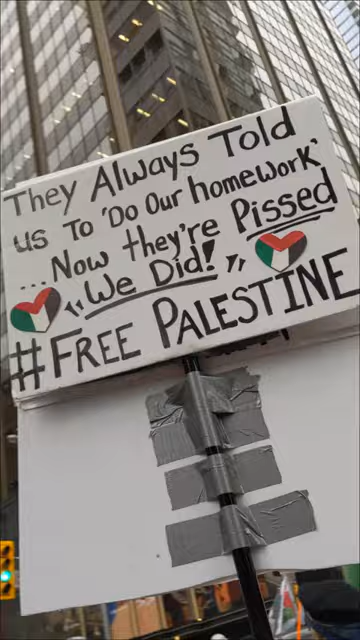 They Always Told
us To 'Do Our homework'
...Now they're Pissed
"We Did!"
#FREE PALESTINE